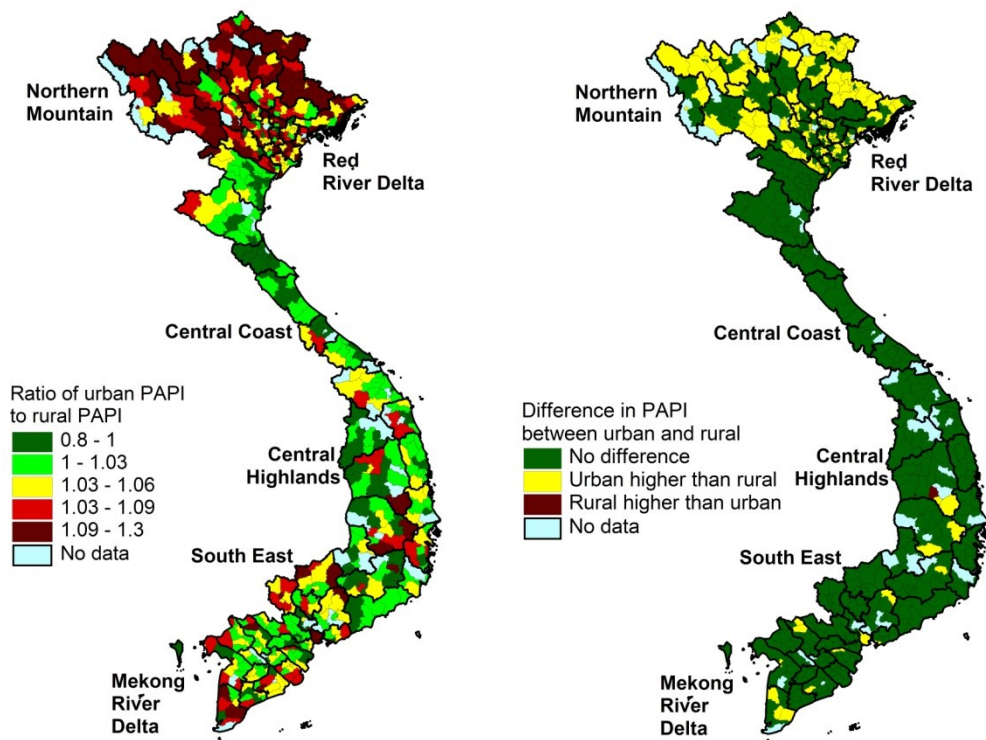 Northern
Mountain
Red
River Delta
Central Coast
Ratio of urban PAPI
to rural PAPI
0.8 - 1
1 - 1.03
1.03 - 1.06
1.03 - 1.09
1.09 - 1.3
No data
Central
Highlands
South East
Mekong
River
Delta
Northern
Mountain
Red
River Delta
Central Coast
Difference in PAPI
between urban and rural
No difference
Urban higher than rural
Rural higher than urban
No data
Central
Highlands
South East
Mekong
River
Delta